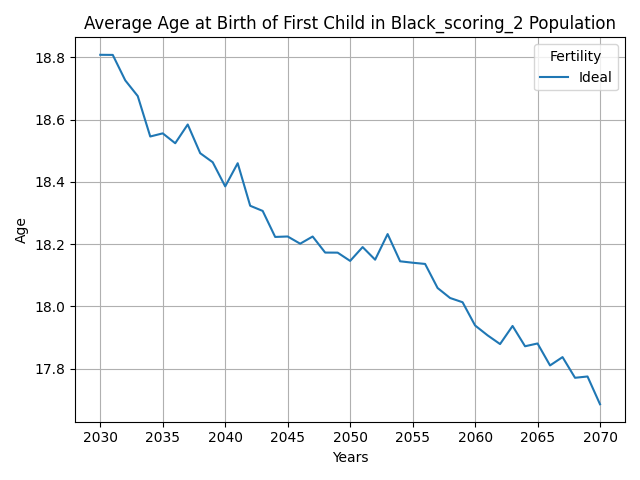 Average Age at Birth of First Child in Black_scoring_2 Population
Fertility
Ideal
Age
18.8
18.6
18.4
18.2
18.0
17.8
2030 2035 2040 2045 2050 2055 2060 2065 2070
Years